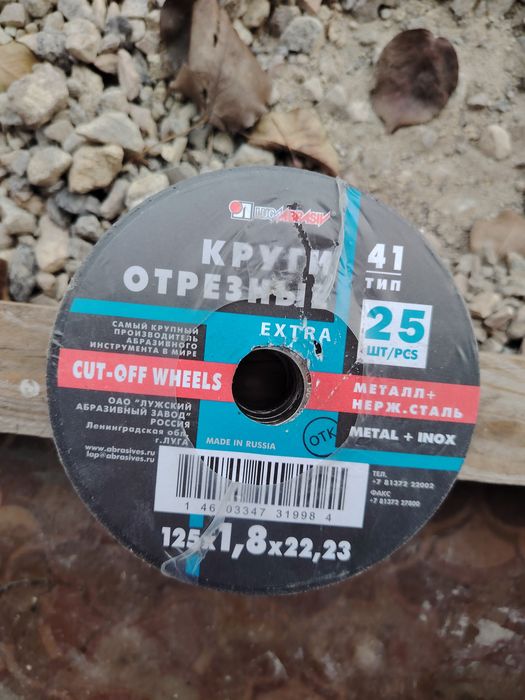 LUGAABRASIV
КРУГИ
ОТРЕЗНЫ
41
ТИП
EXTRA
25
ШТ/PCS
САМЫЙ КРУПНЫЙ
ПРОИЗВОДИТЕЛЬ
АБРАЗИВНОГО
ИНСТРУМЕНТА В МИРЕ
CUT-OFF WHEELS
МЕТАЛЛ+
НЕРЖ.СТАЛЬ
METAL + INOX
ОАО "ЛУЖСКИЙ
АБРАЗИВНЫЙ ЗАВОД"
РОССИЯ
Ленинградская обл.
г.ЛУГА
www.abrasives.ru
lap@abrasives.ru
MADE IN RUSSIA
ОТК
ТЕЛ.
+7 81372 22002
ФАКС
+7 81372 27800
1 46 03347 31998 4
125x1,8x22,23